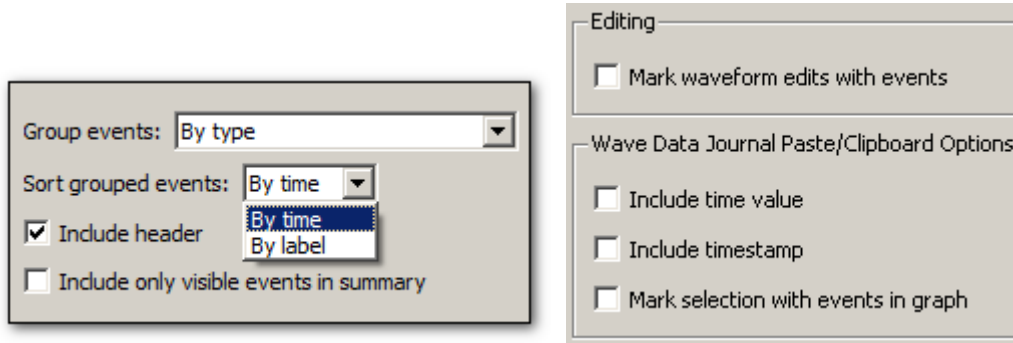 Group events: By type
Sort grouped events: By time
By time
By label
Include header
Include only visible events in summary
Editing
Mark waveform edits with events
Wave Data Journal Paste/Clipboard Options
Include time value
Include timestamp
Mark selection with events in graph